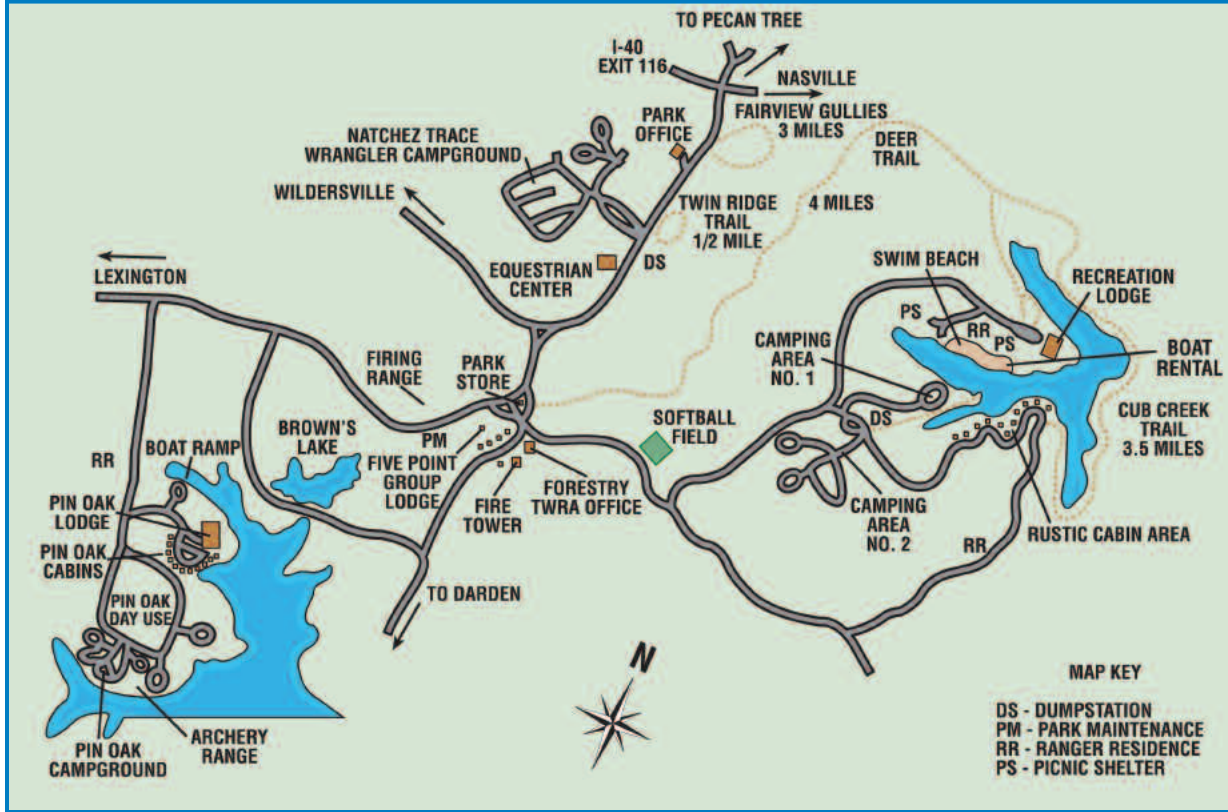 TO PECAN TREE
I-40
EXIT 116
NASVILLE
FAIRVIEW GULLIES
3 MILES
PARK
OFFICE
DEER
TRAIL
NATCHEZ TRACE
WRANGLER CAMPGROUND
WILDERSVILLE
TWIN RIDGE
TRAIL
1/2 MILE
4 MILES
LEXINGTON
EQUESTRIAN
CENTER
DS
SWIM BEACH
RECREATION
LODGE
PS
RR
PS
CAMPING
AREA
NO. 1
BOAT
RENTAL
FIRING
RANGE
PARK
STORE
DS
SOFTBALL
FIELD
CUB CREEK
TRAIL
3.5 MILES
BROWN'S
LAKE
PM
FIVE POINT
GROUP
LODGE
RR
BOAT RAMP
FIRE
TOWER
FORESTRY
TWRA OFFICE
CAMPING
AREA
NO. 2
RUSTIC CABIN AREA
PIN OAK
LODGE
PIN OAK
CABINS
RR
PIN OAK
DAY USE
TO DARDEN
N
ARCHERY
RANGE
PIN OAK
CAMPGROUND
MAP KEY
DS - DUMPSTATION
PM - PARK MAINTENANCE
RR - RANGER RESIDENCE
PS - PICNIC SHELTER